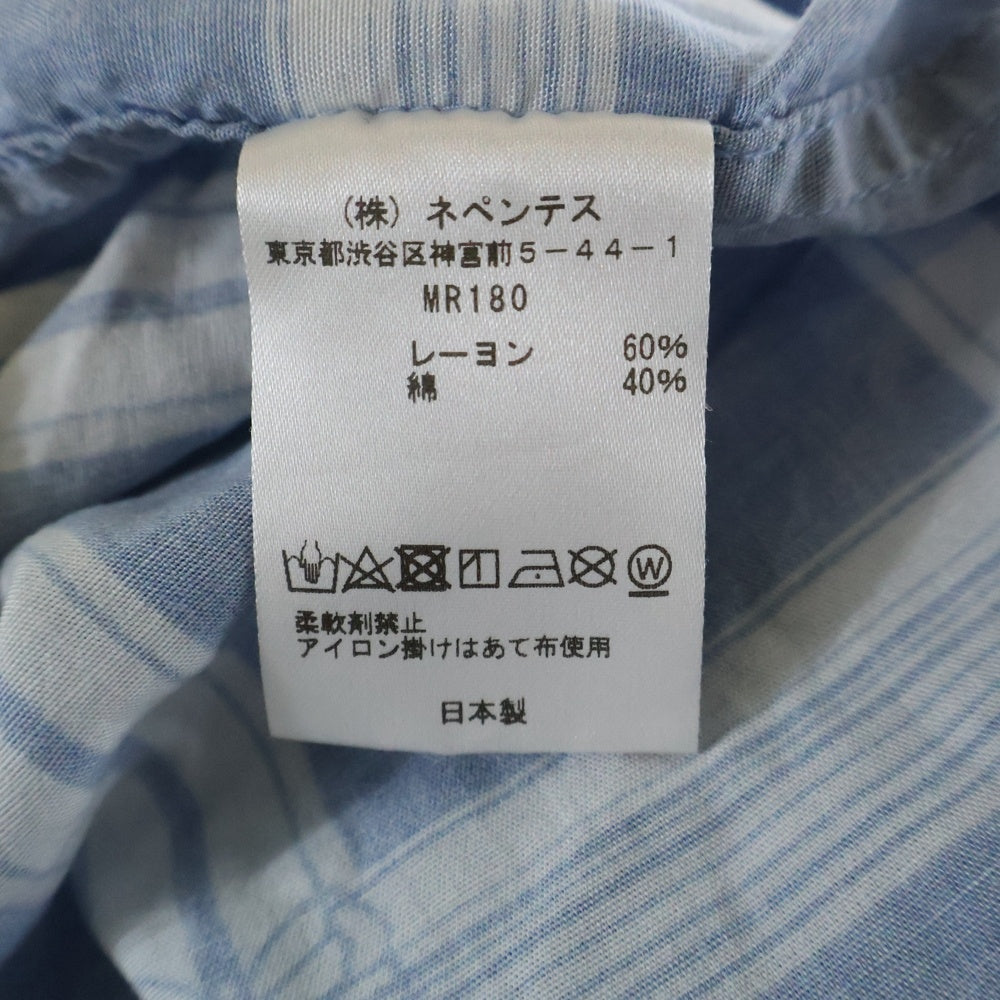 （株）ネペンテス
東京都渋谷区神宮前５－４４－１
MR180
レーヨン 60%
綿 40%
W
柔軟剤禁止
アイロン掛けはあて布使用
日本製